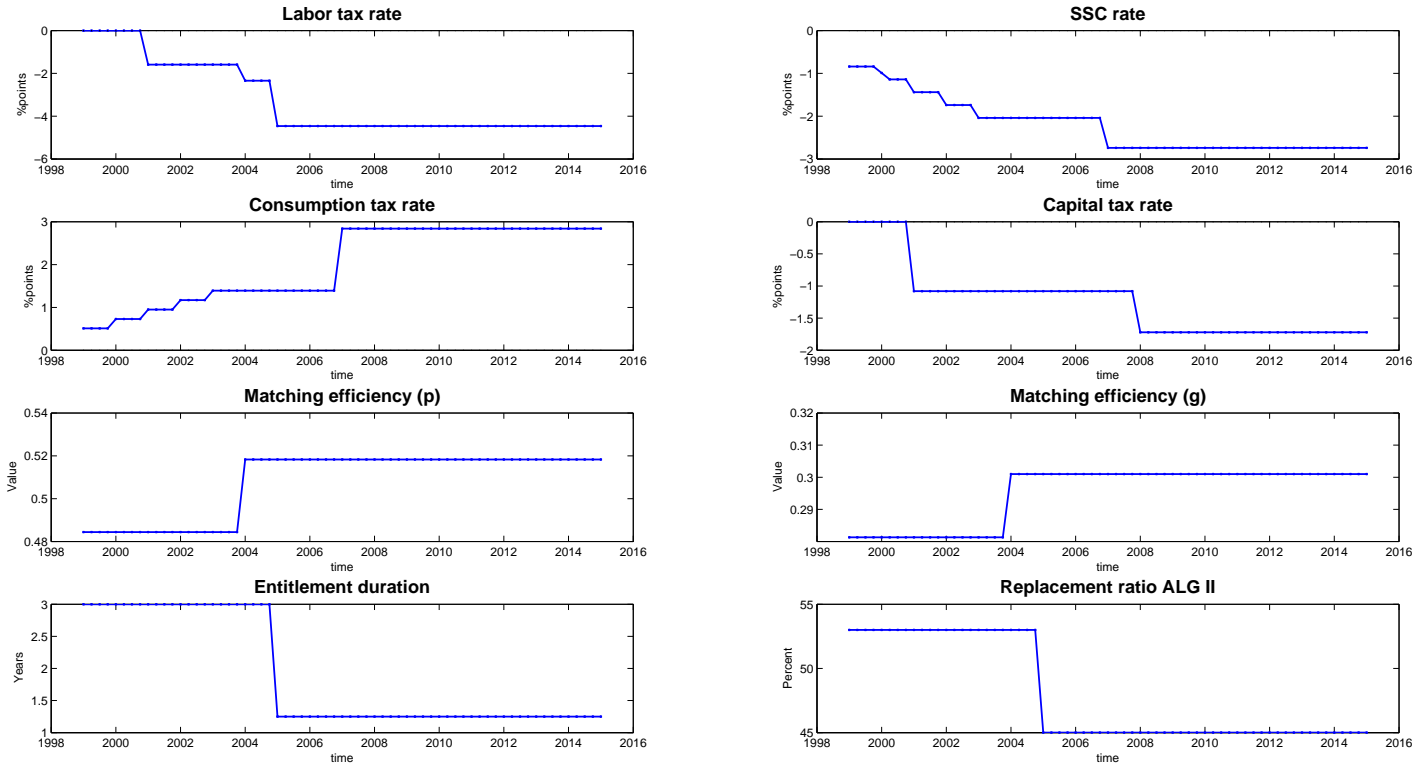 Labor tax rate
0
−2
−4
−6
%points
1998 2000 2002 2004 2006 2008 2010 2012 2014 2016
time
SSC rate
0
−1
−2
−3
%points
1998 2000 2002 2004 2006 2008 2010 2012 2014 2016
time
Consumption tax rate
3
2
1
0
%points
1998 2000 2002 2004 2006 2008 2010 2012 2014 2016
time
Capital tax rate
0
−0.5
−1
−1.5
−2
%points
1998 2000 2002 2004 2006 2008 2010 2012 2014 2016
time
Matching efficiency (p)
0.54
0.52
0.5
0.48
Value
1998 2000 2002 2004 2006 2008 2010 2012 2014 2016
time
Matching efficiency (g)
0.32
0.31
0.3
0.29
Value
1998 2000 2002 2004 2006 2008 2010 2012 2014 2016
time
Entitlement duration
3
2.5
2
1.5
1
Years
1998 2000 2002 2004 2006 2008 2010 2012 2014 2016
time
Replacement ratio ALG II
55
50
45
Percent
1998 2000 2002 2004 2006 2008 2010 2012 2014 2016
time